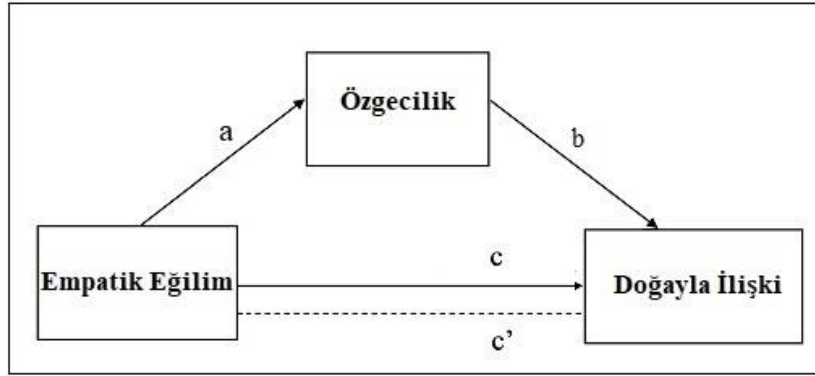 Özgecilik
a
b
Empatik Eğilim
c
Doğayla İlişki
c’